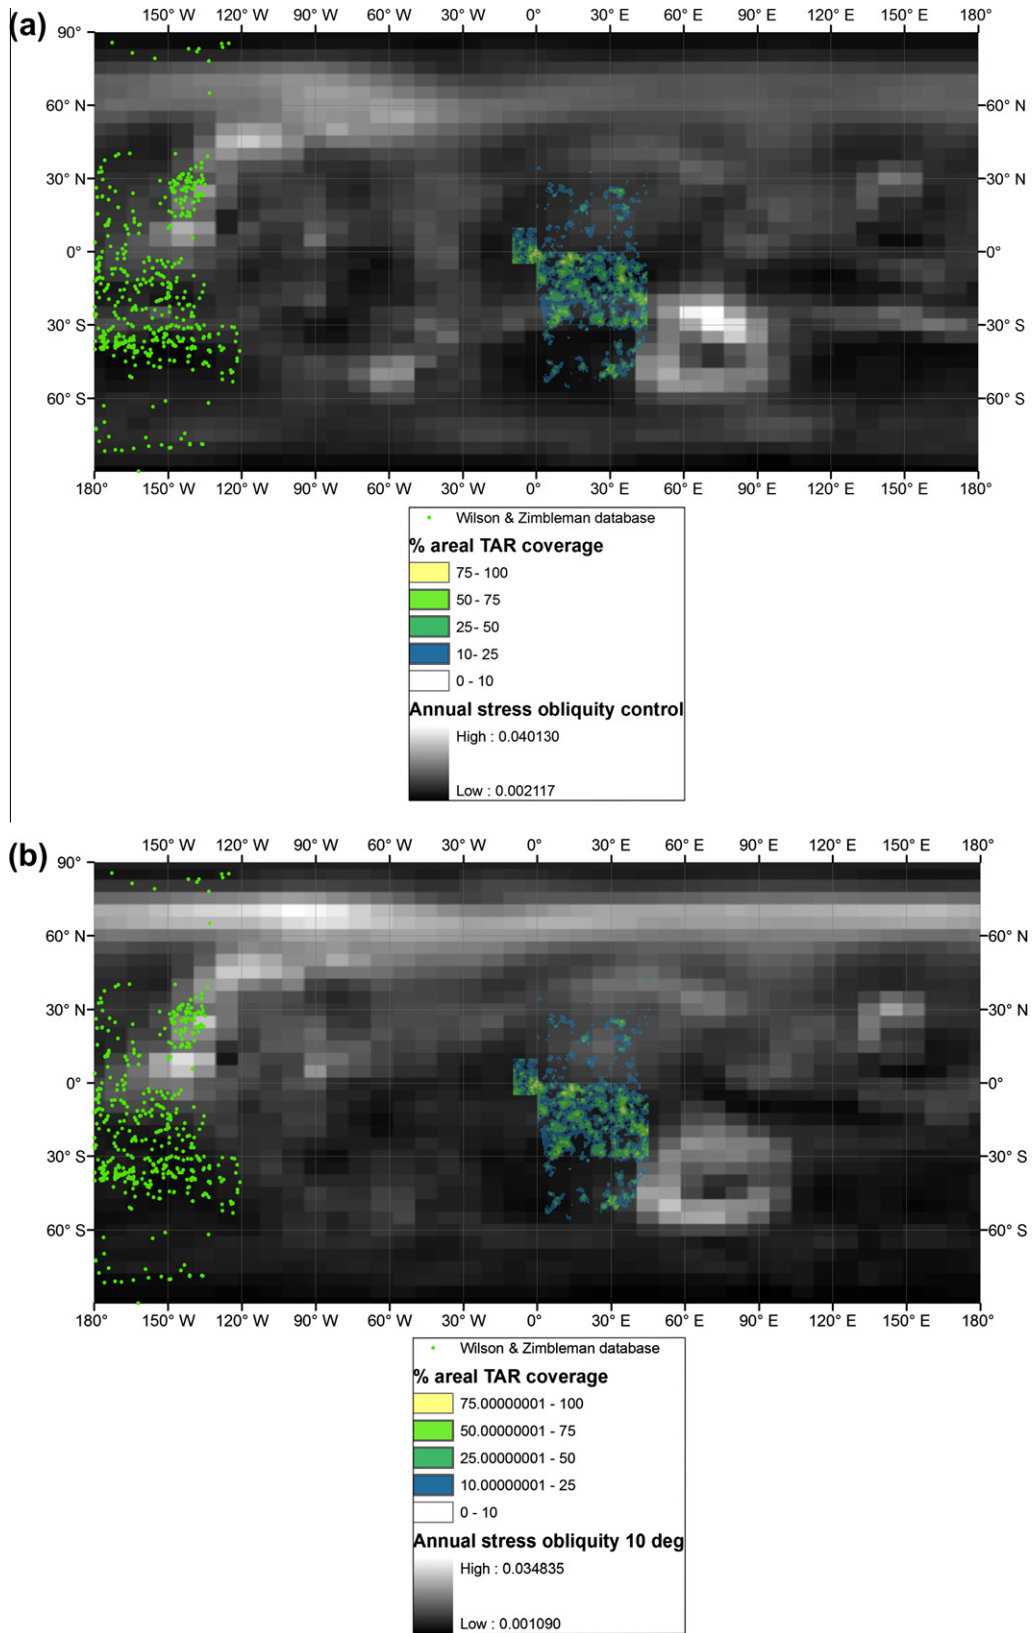 (a)
150° W 120° W 90° W 60° W 30° W 0° 30° E 60° E 90° E 120° E 150° E 180°
90°
60° N 60° N
30° N 30° N
0° 0°
30° S 30° S
60° S 60° S
180° 150° W 120° W 90° W 60° W 30° W 0° 30° E 60° E 90° E 120° E 150° E 180°
Wilson & Zimbleman database
% areal TAR coverage
75- 100
50 - 75
25- 50
10- 25
0 - 10
Annual stress obliquity control
High : 0.040130
Low : 0.002117
(b)
150° W 120° W 90° W 60° W 30° W 0° 30° E 60° E 90° E 120° E 150° E 180°
90°
60° N 60° N
30° N 30° N
0° 0°
30° S 30° S
60° S 60° S
180° 150° W 120° W 90° W 60° W 30° W 0° 30° E 60° E 90° E 120° E 150° E 180°
Wilson & Zimbleman database
% areal TAR coverage
75.00000001 - 100
50.00000001 - 75
25.00000001 - 50
10.00000001 - 25
0 - 10
Annual stress obliquity 10 deg
High : 0.034835
Low : 0.001090